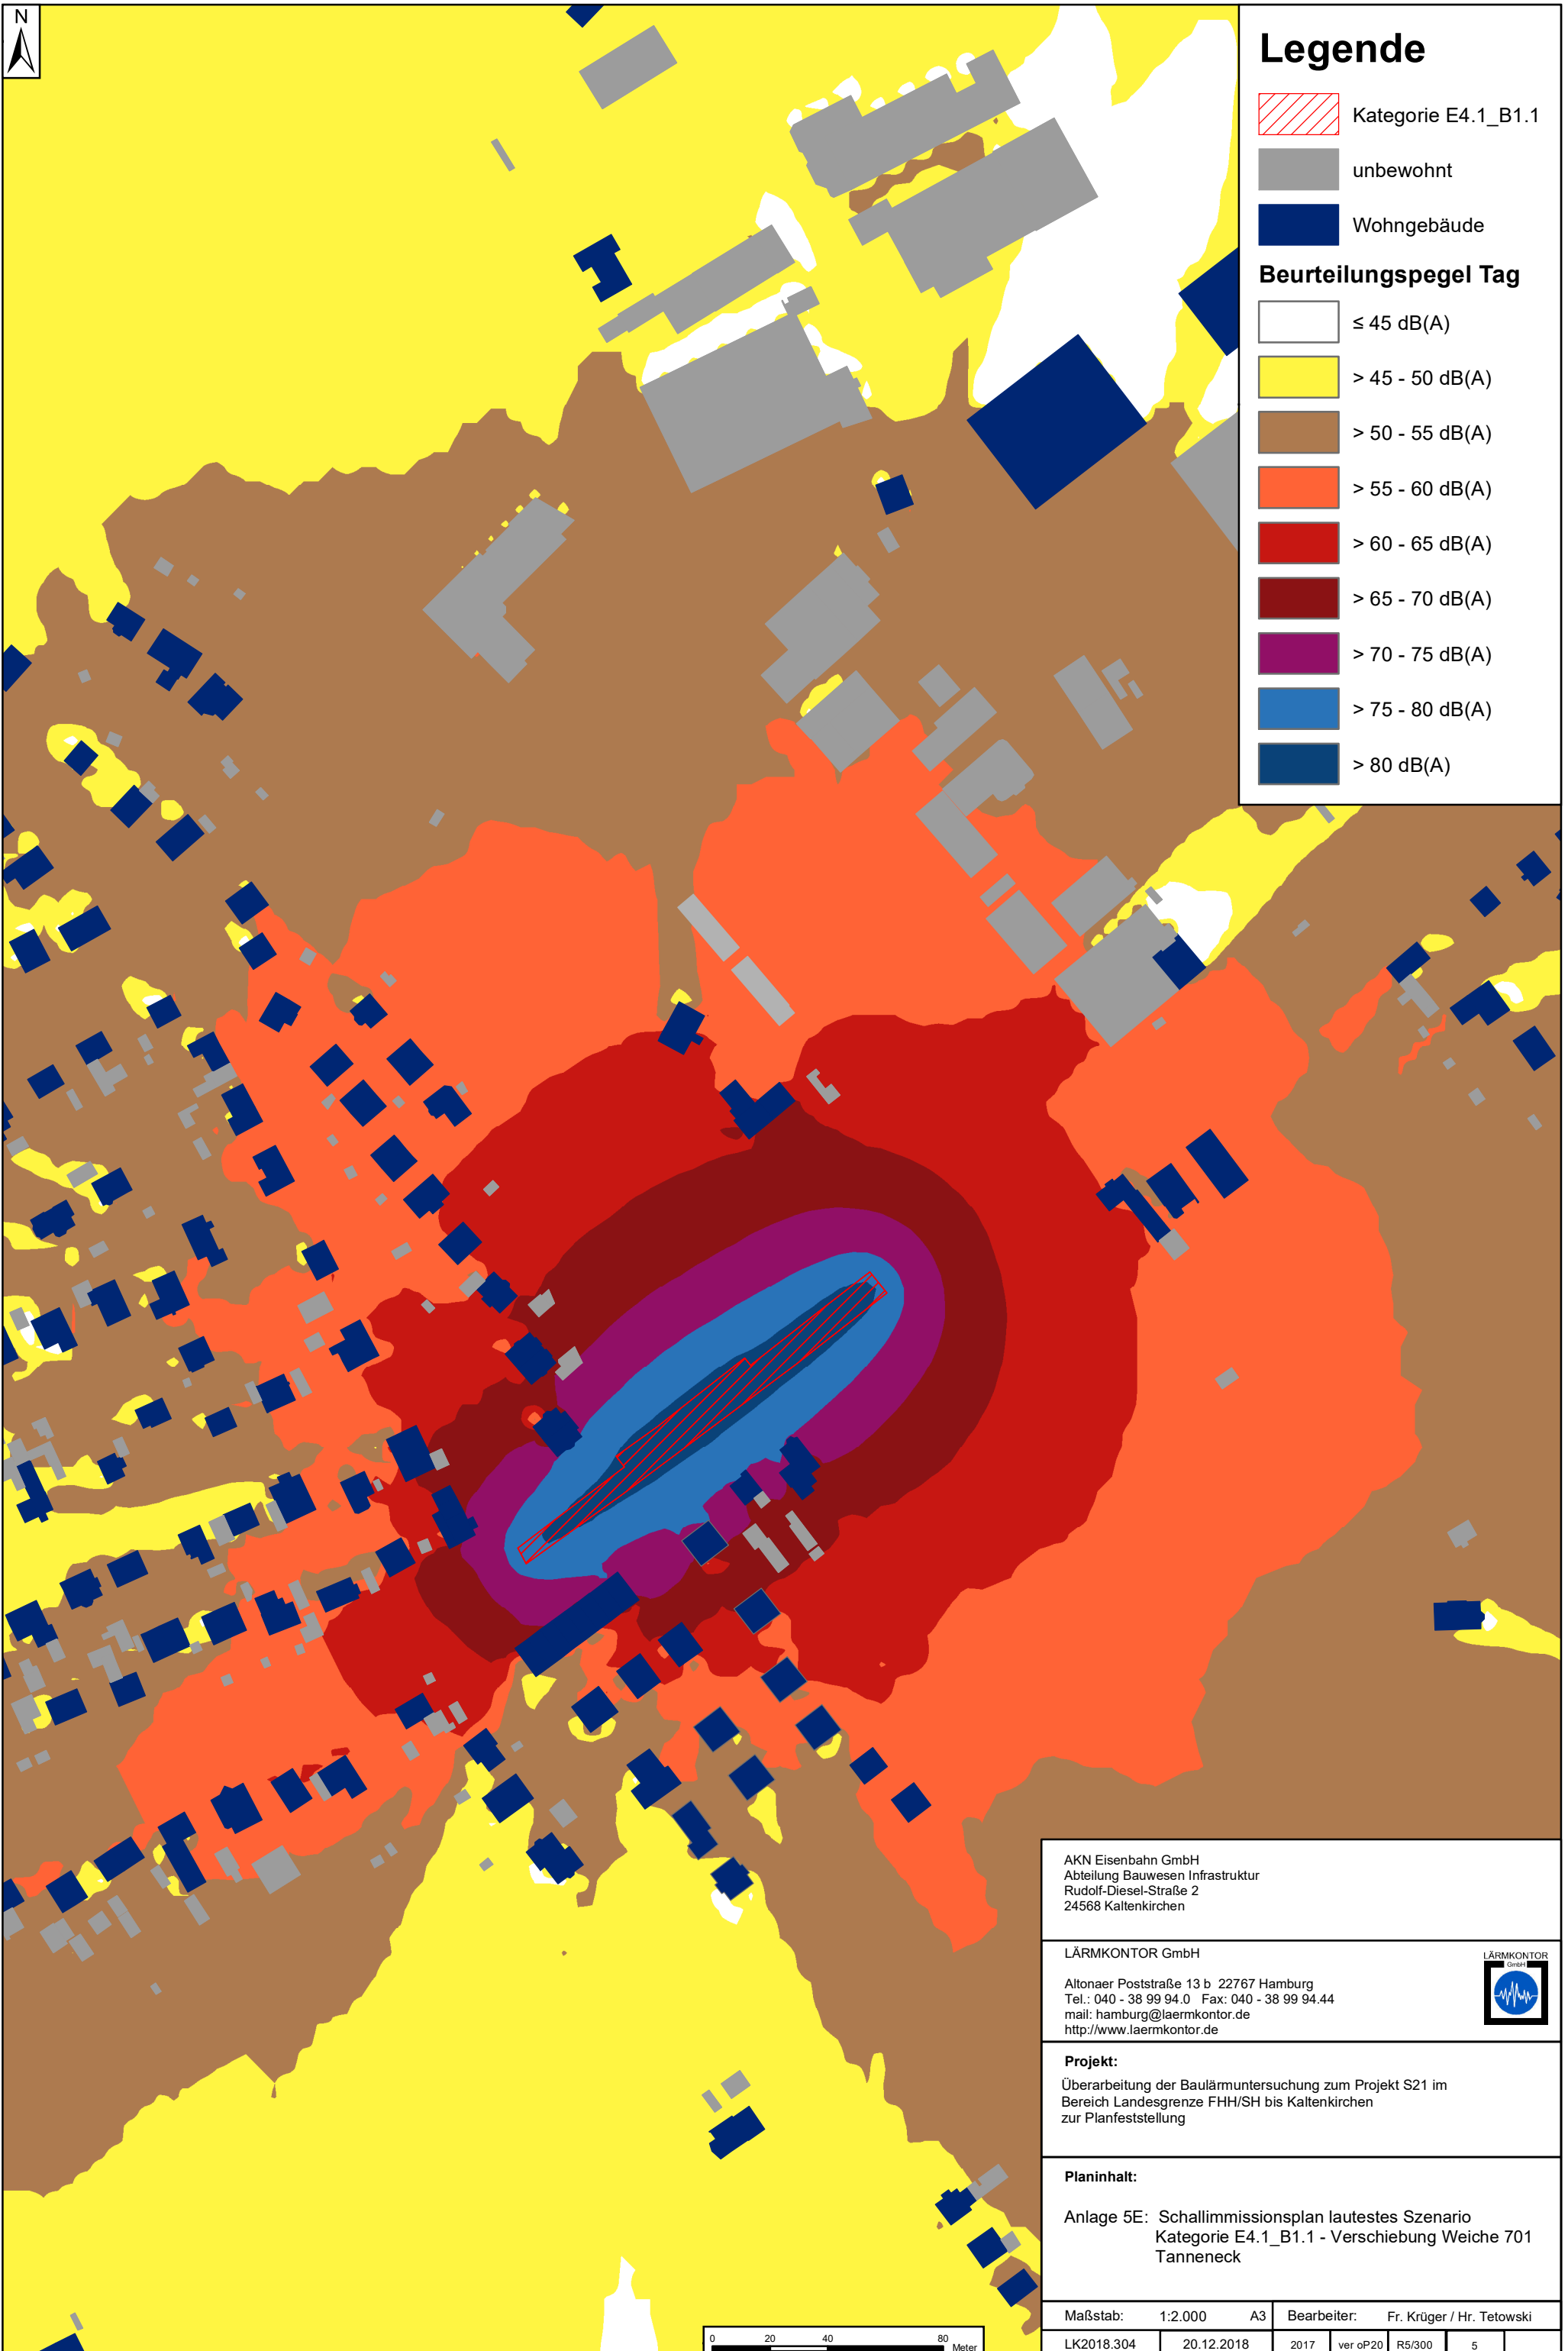 N
Legende
Kategorie E4.1_B1.1
unbewohnt
Wohngebäude
Beurteilungspegel Tag
≤ 45 dB(A)
> 45 - 50 dB(A)
> 50 - 55 dB(A)
> 55 - 60 dB(A)
> 60 - 65 dB(A)
> 65 - 70 dB(A)
> 70 - 75 dB(A)
> 75 - 80 dB(A)
> 80 dB(A)
AKN Eisenbahn GmbH
Abteilung Bauwesen Infrastruktur
Rudolf-Diesel-Straße 2
24568 Kaltenkirchen
LÄRMKONTOR GmbH
Altonaer Poststraße 13 b 22767 Hamburg
Tel.: 040 - 38 99 94.0 Fax: 040 - 38 99 94.44
mail: hamburg@laermkontor.de
http://www.laermkontor.de
LÄRMKONTOR
GmbH
Projekt:
Überarbeitung der Baulärmuntersuchung zum Projekt S21 im
Bereich Landesgrenze FHH/SH bis Kaltenkirchen
zur Planfeststellung
Planinhalt:
Anlage 5E: Schallimmissionsplan lautestes Szenario
Kategorie E4.1_B1.1 - Verschiebung Weiche 701
Tanneneck
Maßstab: 1:2.000 A3 Bearbeiter: Fr. Krüger / Hr. Tetowski
LK2018.304 20.12.2018 2017 ver oP20 R5/300 5
0 20 40 80
Meter